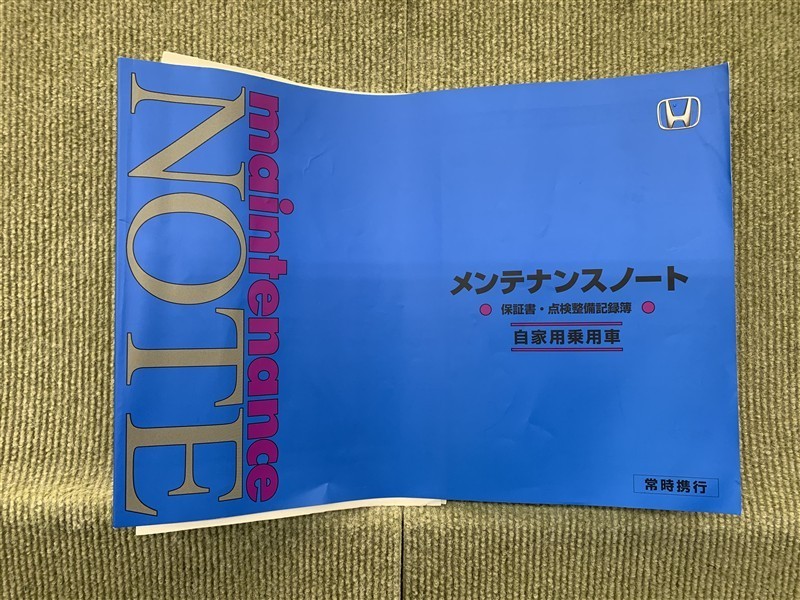 maintenance
NOTE
メンテナンスノート
保証書・点検整備記録簿
自家用乗用車
常時携行